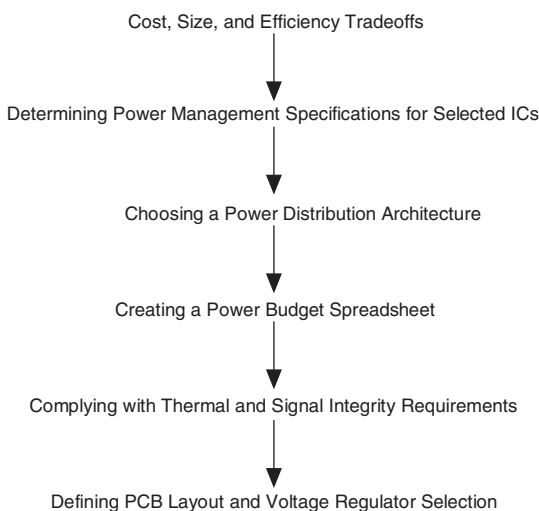 Cost, Size, and Efficiency Tradeoffs
Determining Power Management Specifications for Selected ICs
Choosing a Power Distribution Architecture
Creating a Power Budget Spreadsheet
Complying with Thermal and Signal Integrity Requirements
Defining PCB Layout and Voltage Regulator Selection